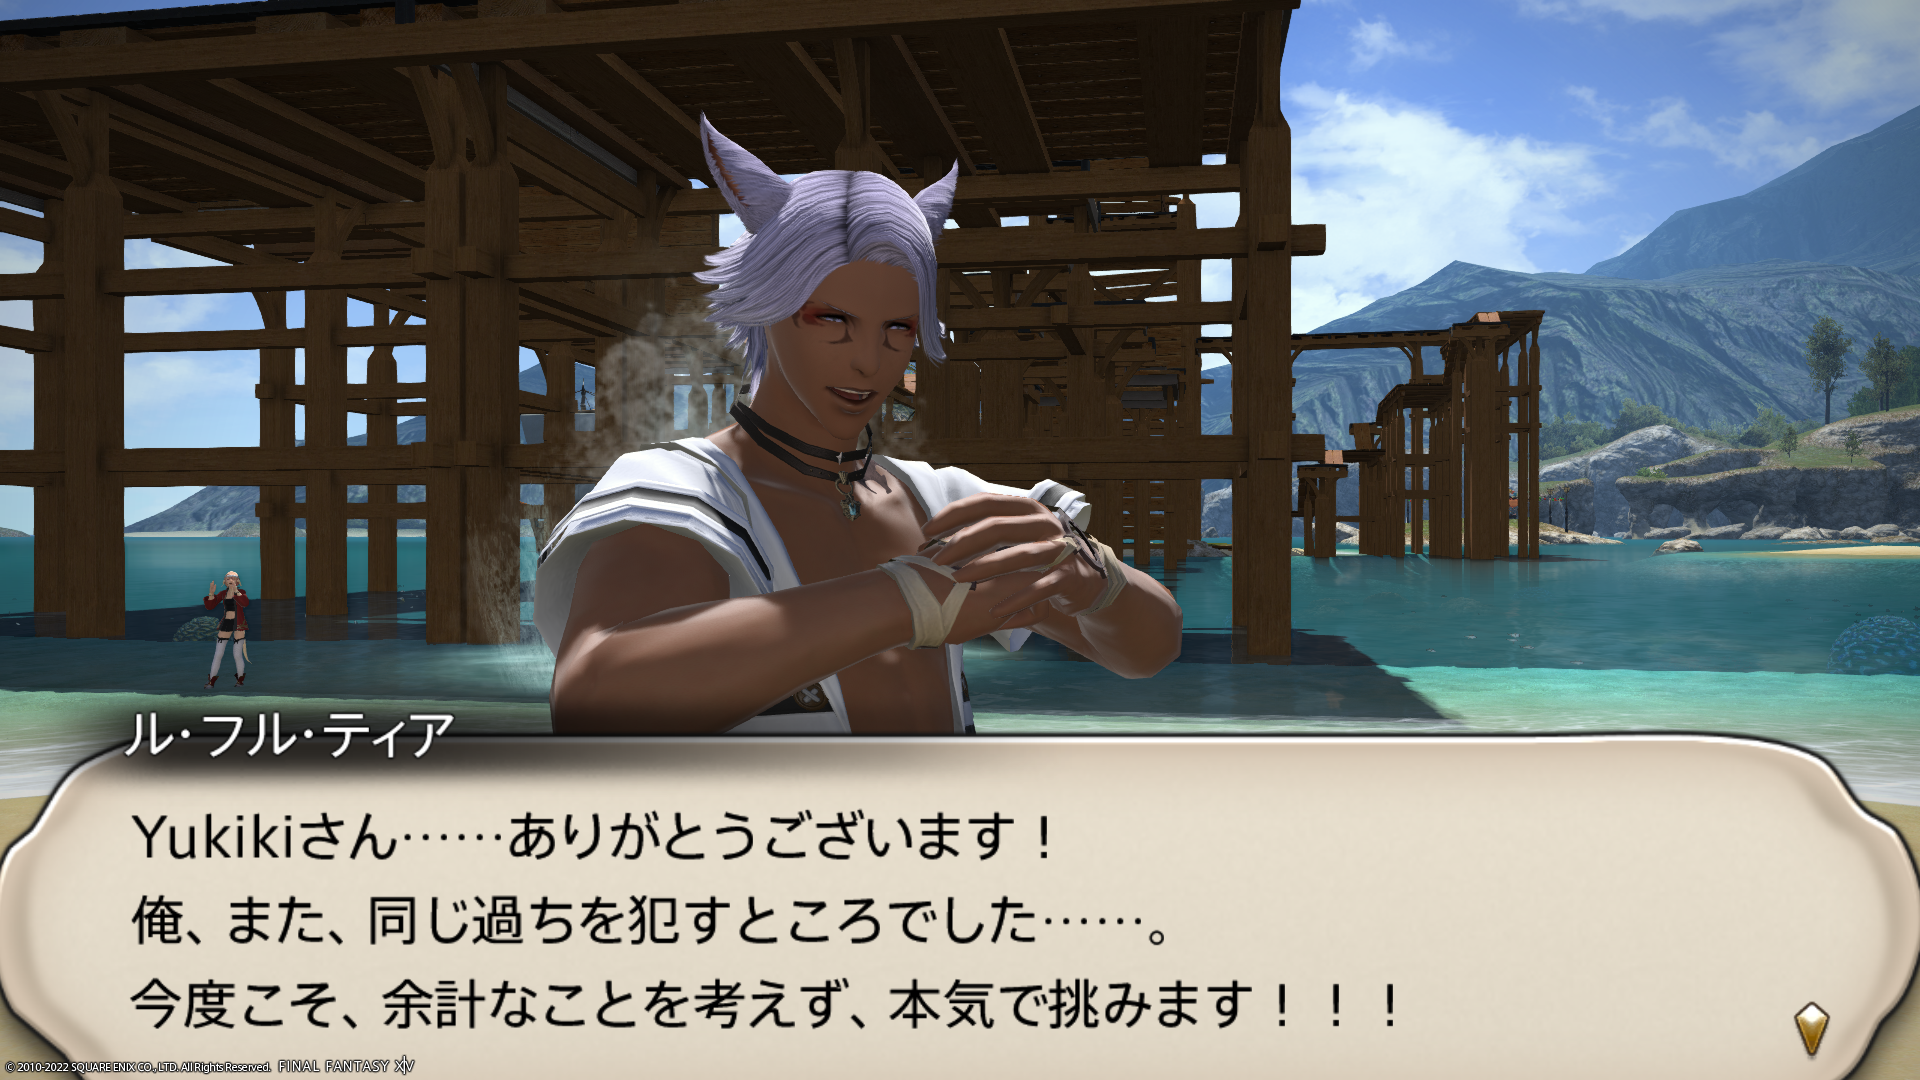 ル・フル・ティア
Yukikiさん……ありがとうございます！
俺、また、同じ過ちを犯すところでした……。
今度こそ、余計なことを考えず、本気で挑みます！！！
© 2010-2022 SQUARE ENIX CO., LTD. All Rights Reserved. FINAL FANTASY XIV